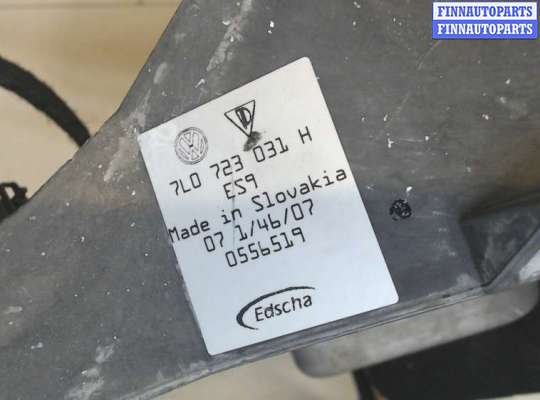 FINNAUTOPARTS
FINNAUTOPARTS
7L0 723 031 H
ES9
Made in Slovakia
07 1/46/07
0556519
Edscha